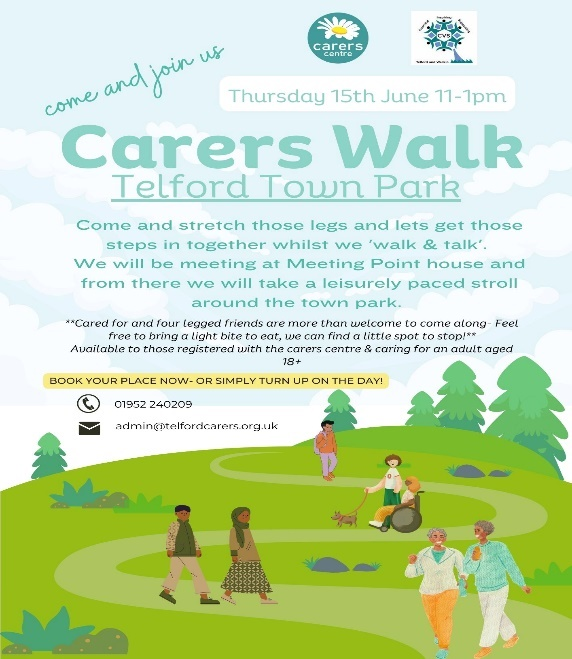 carers
centre
CVS
Telford and Wrekin
come and join us
Thursday 15th June 11-1pm
Carers Walk
Telford Town Park
Come and stretch those legs and lets get those
steps in together whilst we 'walk & talk'.
We will be meeting at Meeting Point house and
from there we will take a leisurely paced stroll
around the town park.
**Cared for and four legged friends are more than welcome to come along- Feel
free to bring a light bite to eat, we can find a little spot to stop!**
Available to those registered with the carers centre & caring for an adult aged
18+
BOOK YOUR PLACE NOW- OR SIMPLY TURN UP ON THE DAY!
01952 240209
admin@telfordcarers.org.uk